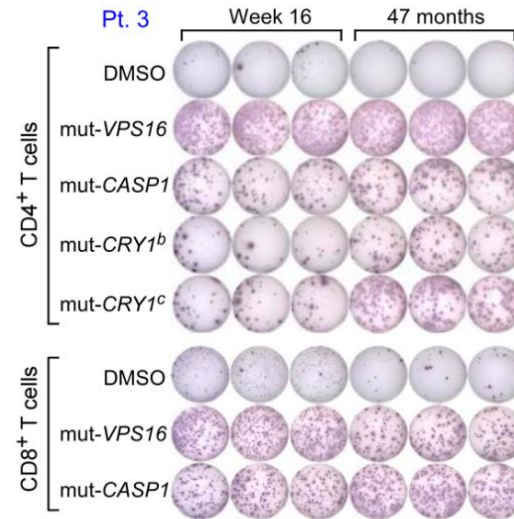 Pt. 3 Week 16 47 months
CD4+ T cells
DMSO
mut-VPS16
mut-CASP1
mut-CRY1b
mut-CRY1c
CD8+ T cells
DMSO
mut-VPS16
mut-CASP1